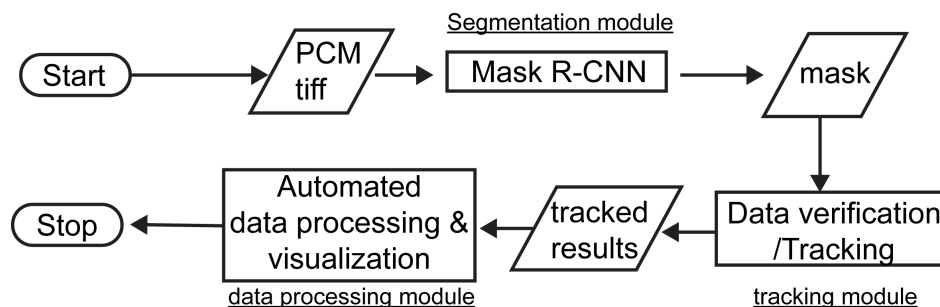 Segmentation module
Start
PCM
tiff
Mask R-CNN
mask
Data verification
/Tracking
tracking module
tracked
results
Automated
data processing &
visualization
data processing module
Stop